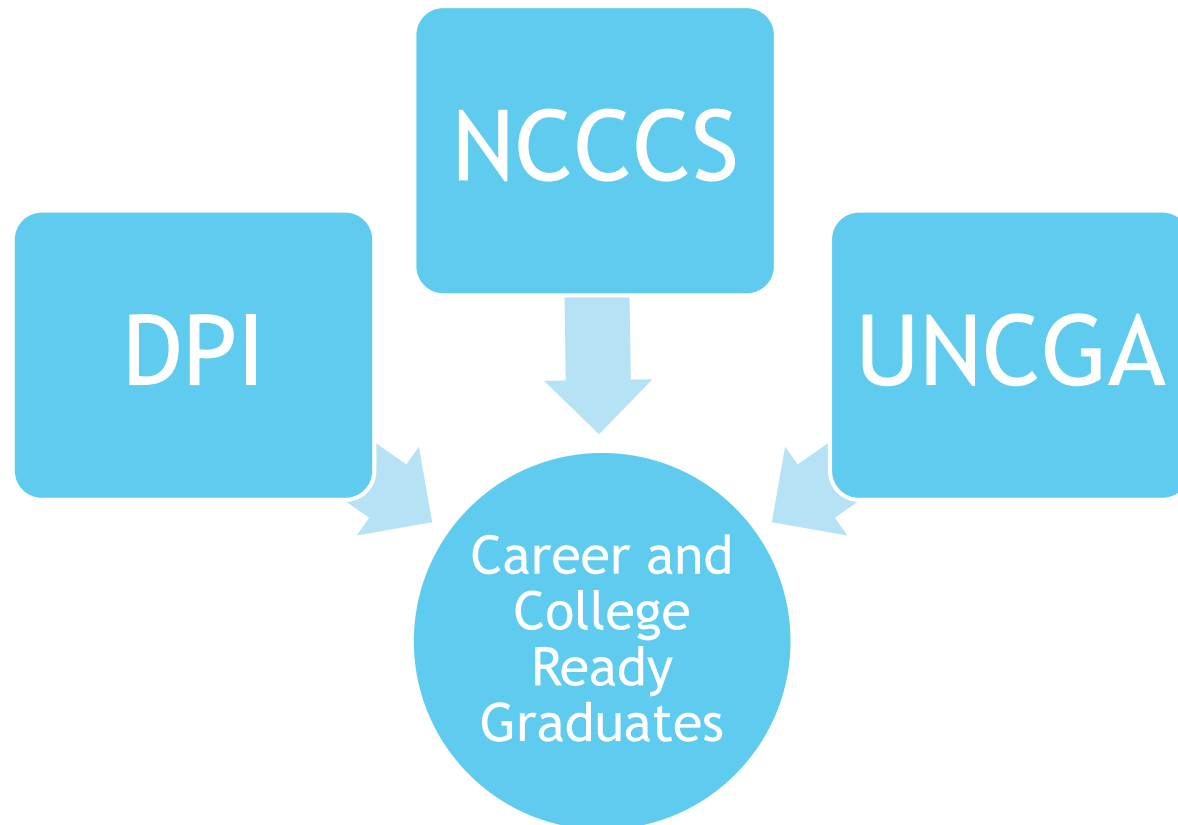 NCCCS
DPI
UNCGA
Career and
College
Ready
Graduates